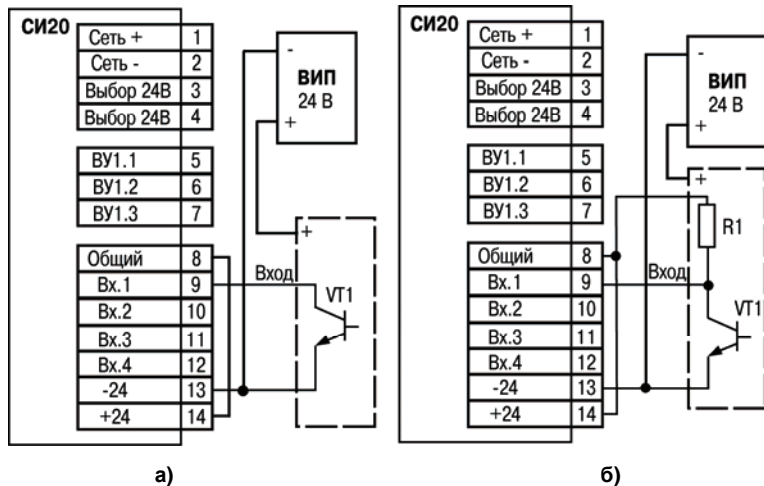 СИ20
Сеть + 1
Сеть - 2
Выбор 24В 3
Выбор 24В 4
ВУ1.1 5
ВУ1.2 6
ВУ1.3 7
Общий 8
Вх.1 9
Вх.2 10
Вх.3 11
Вх.4 12
-24 13
+24 14
-
ВИП
24 В
+
+
Вход
VT1
а)
СИ20
Сеть + 1
Сеть - 2
Выбор 24В 3
Выбор 24В 4
ВУ1.1 5
ВУ1.2 6
ВУ1.3 7
Общий 8
Вх.1 9
Вх.2 10
Вх.3 11
Вх.4 12
-24 13
+24 14
-
ВИП
24 В
+
+
R1
Вход
VT1
б)